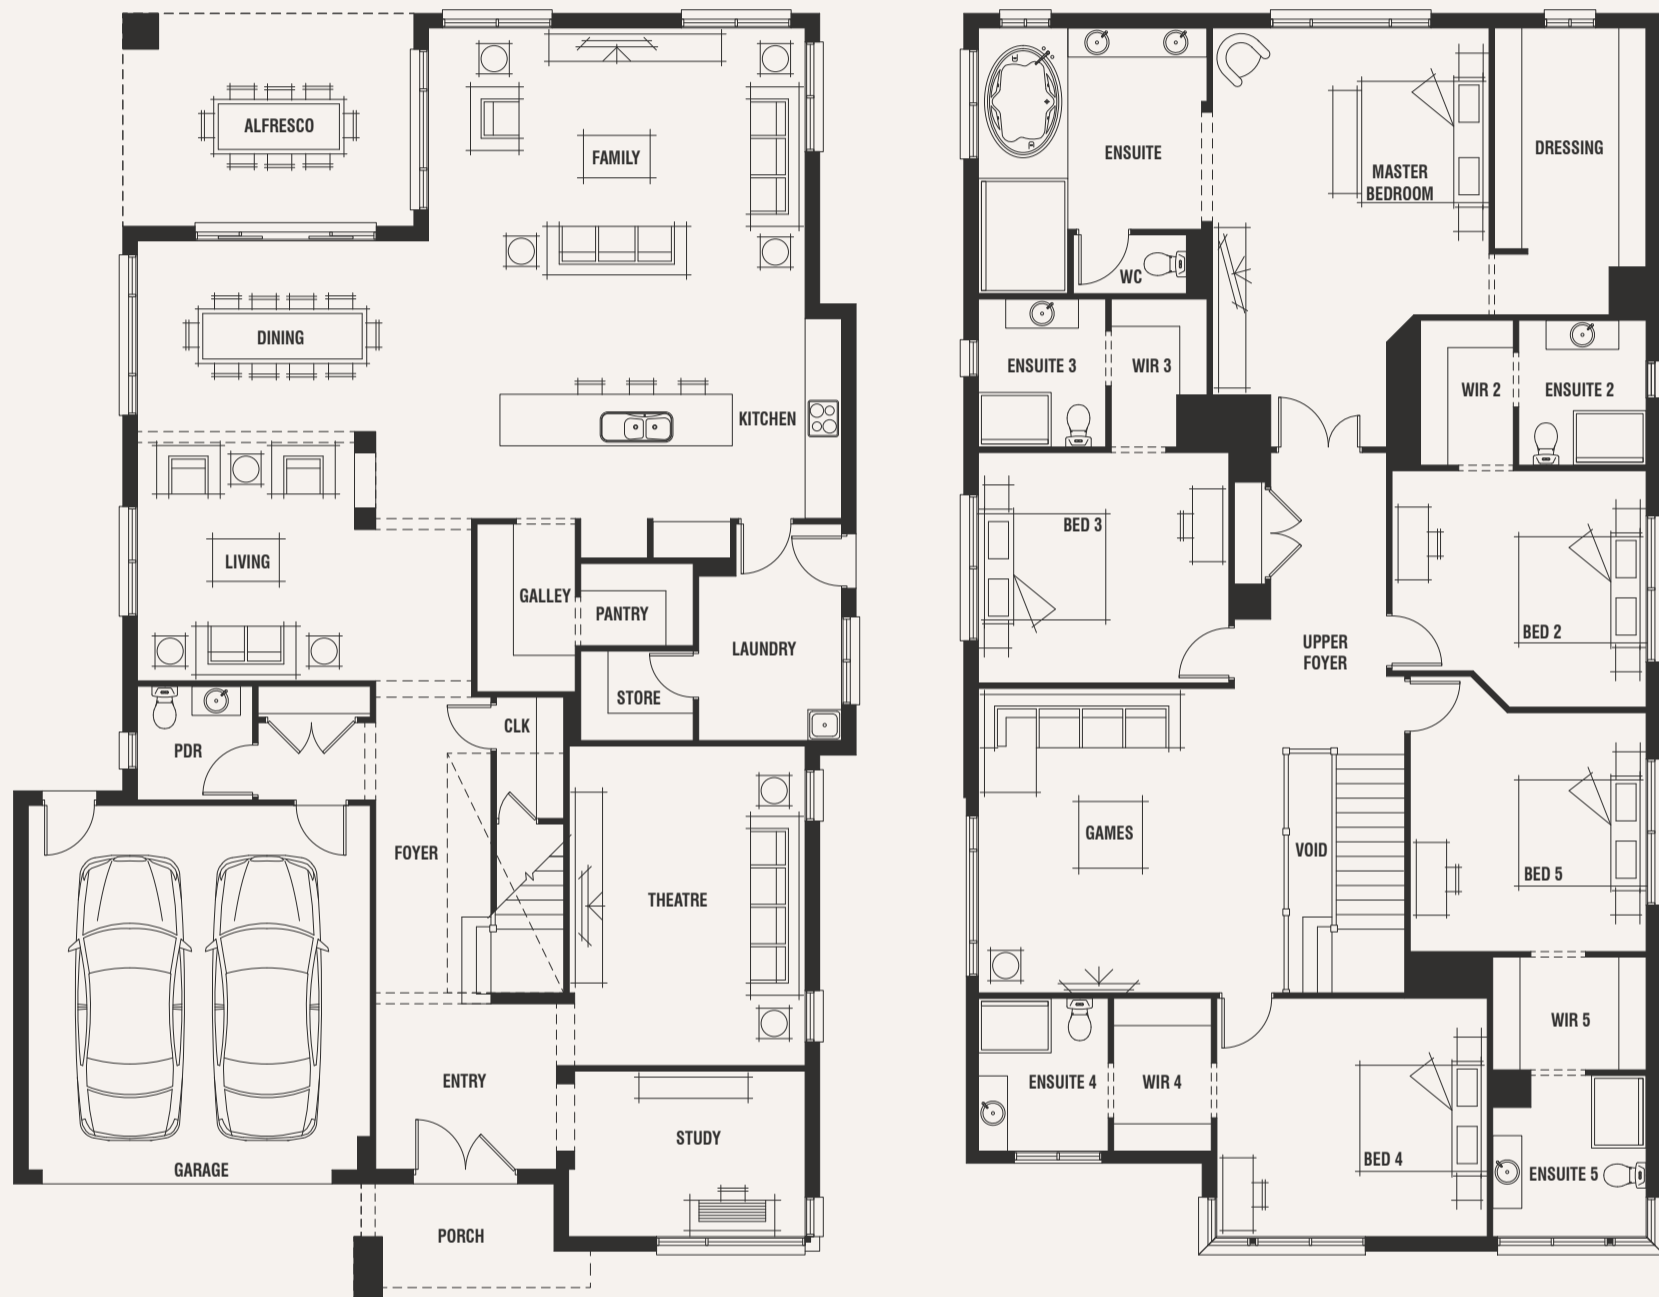 ALFRESCO
FAMILY
DINING
KITCHEN
LIVING
GALLEY
PANTRY
LAUNDRY
STORE
CLK
PDR
FOYER
THEATRE
ENTRY
STUDY
GARAGE
PORCH
ENSUITE
MASTER
BEDROOM
DRESSING
WC
ENSUITE 3
WIR 3
WIR 2
ENSUITE 2
BED 3
BED 2
UPPER
FOYER
GAMES
VOID
BED 5
WIR 5
ENSUITE 4
WIR 4
BED 4
ENSUITE 5